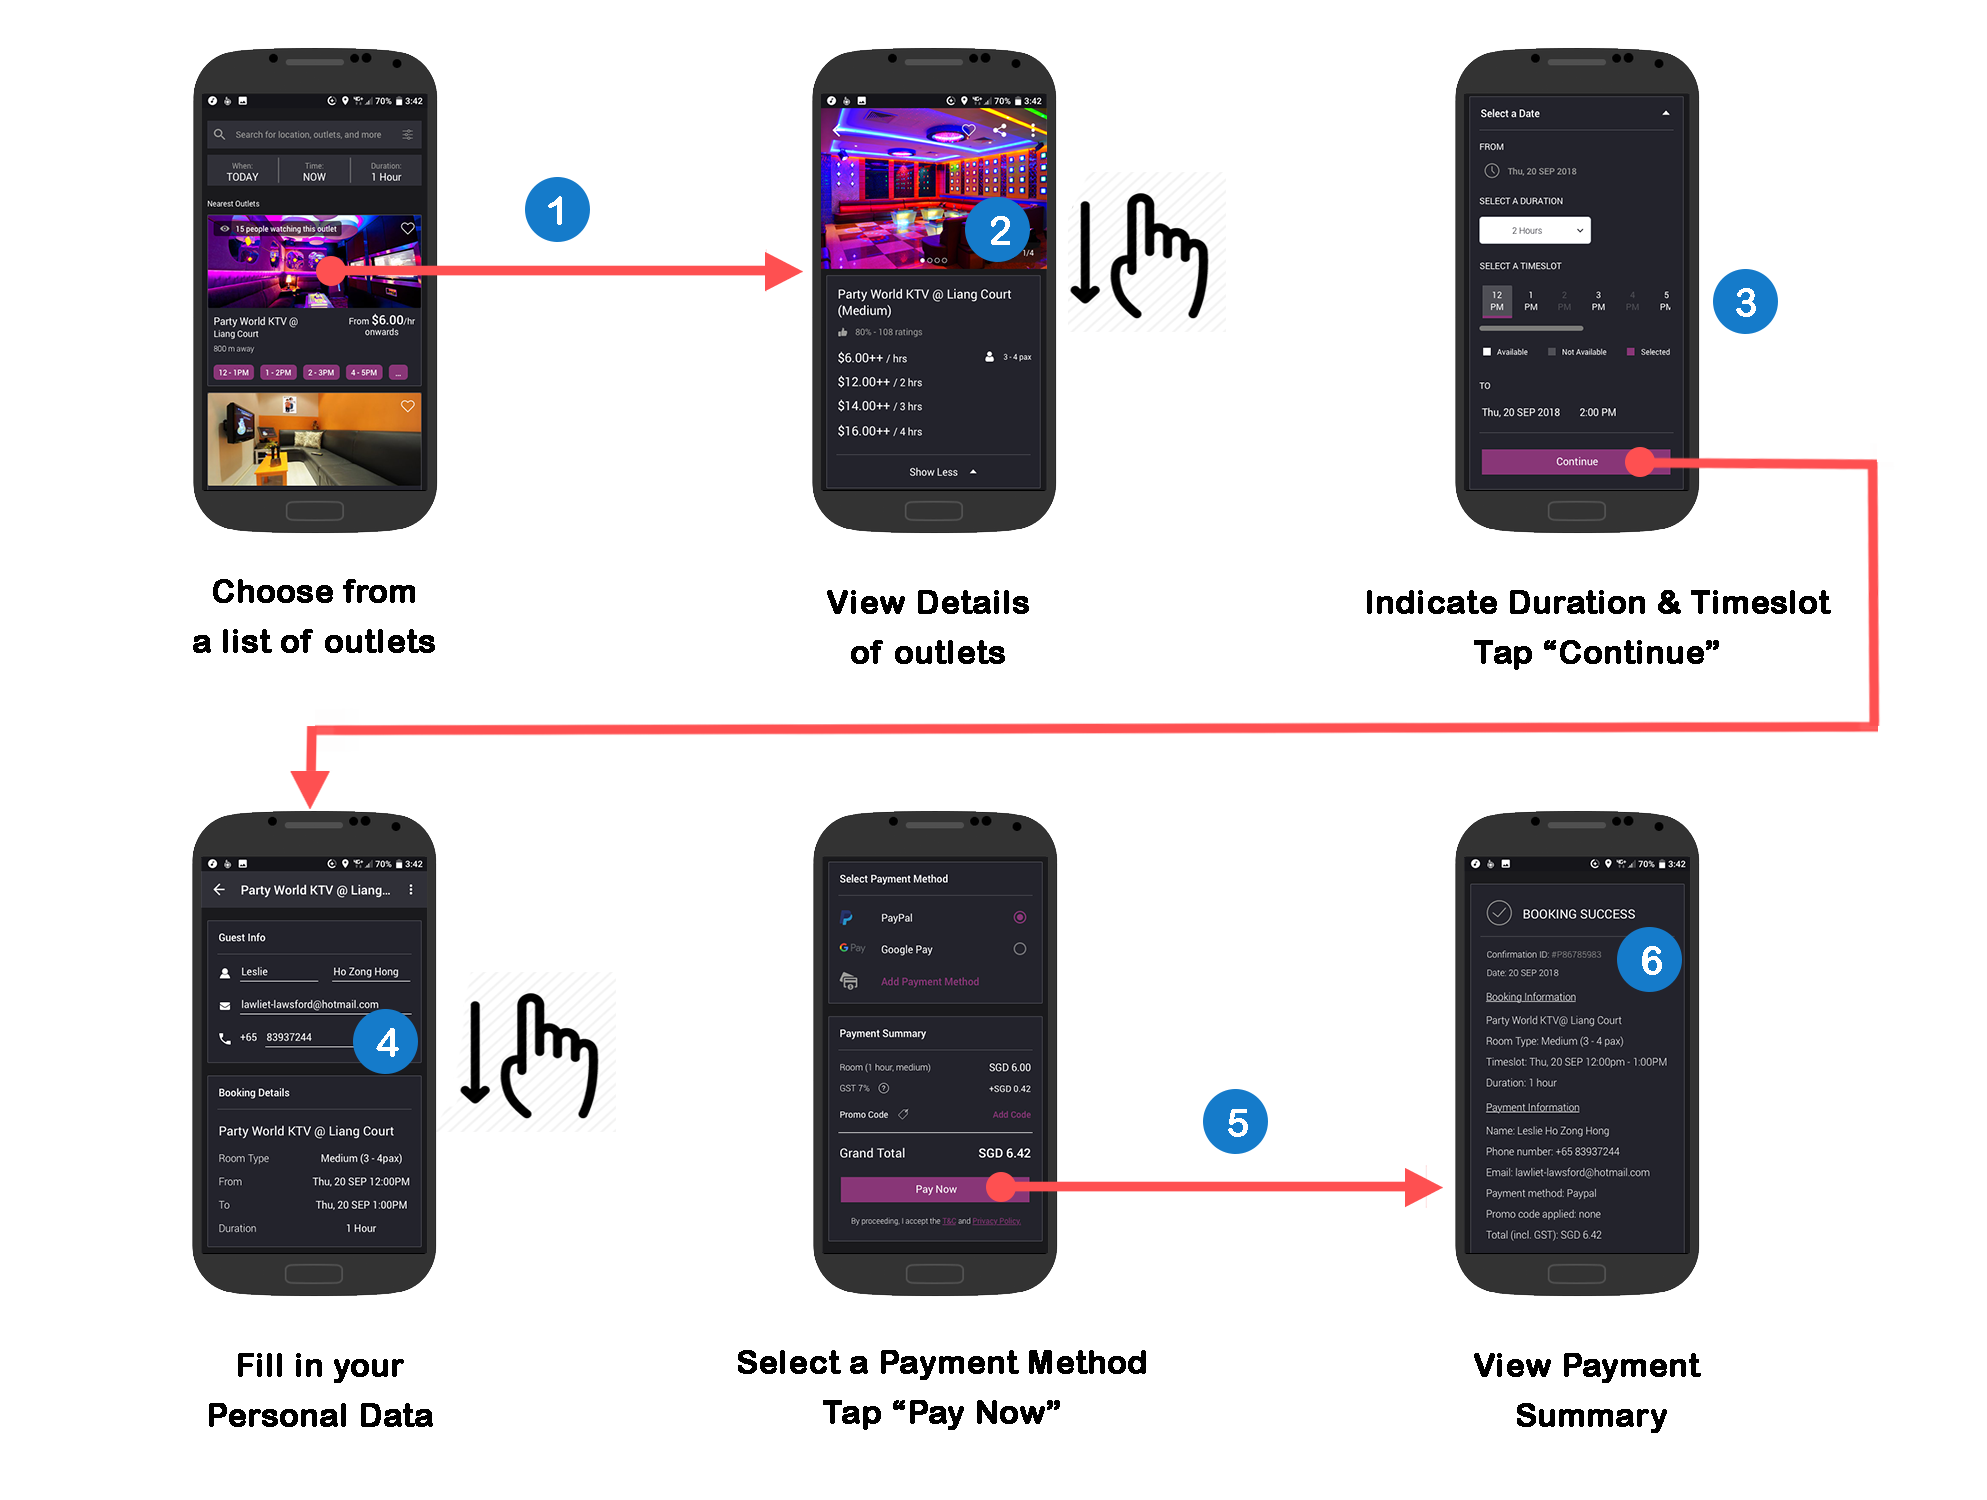 70% 3:42
Search for location, outlets, and more
When: Time: Duration:
TODAY NOW 1 Hour
Nearest Outlets
15 people watching this outlet
Party World KTV @
Liang Court
From $6.00/hr
onwards
800 m away
12 - 1PM 1 - 2PM 2 - 3PM 4 - 5PM ...
Choose from
a list of outlets
1
70% 3:42
2
1/4
Party World KTV @ Liang Court
(Medium)
80% - 108 ratings
$6.00++ / hrs 3 - 4 pax
$12.00++ / 2 hrs
$14.00++ / 3 hrs
$16.00++ / 4 hrs
Show Less
View Details
of outlets
Select a Date
FROM
Thu, 20 SEP 2018
SELECT A DURATION
2 Hours
SELECT A TIMESLOT
12 1 2 3 4 5
PM PM PM PM PM PM
Available Not Available Selected
TO
Thu, 20 SEP 2018 2:00 PM
Continue
3
Indicate Duration & Timeslot
Tap “Continue”
70% 3:42
Party World KTV @ Liang...
Guest Info
Leslie Ho Zong Hong
lawliet-lawsford@hotmail.com
+65 83937244
4
Booking Details
Party World KTV @ Liang Court
Room Type Medium (3 - 4pax)
From Thu, 20 SEP 12:00PM
To Thu, 20 SEP 1:00PM
Duration 1 Hour
Fill in your
Personal Data
Select Payment Method
PayPal
G Pay Google Pay
Add Payment Method
Payment Summary
Room (1 hour, medium) SGD 6.00
GST 7% ? +SGD 0.42
Promo Code Add Code
Grand Total SGD 6.42
Pay Now
By proceeding, I accept the T&C and Privacy Policy.
5
Select a Payment Method
Tap “Pay Now”
70% 3:42
BOOKING SUCCESS
6
Confirmation ID: #P86785983
Date: 20 SEP 2018
Booking Information
Party World KTV@ Liang Court
Room Type: Medium (3 - 4 pax)
Timeslot: Thu, 20 SEP 12:00pm - 1:00PM
Duration: 1 hour
Payment Information
Name: Leslie Ho Zong Hong
Phone number: +65 83937244
Email: lawliet-lawsford@hotmail.com
Payment method: Paypal
Promo code applied: none
Total (incl. GST): SGD 6.42
View Payment
Summary